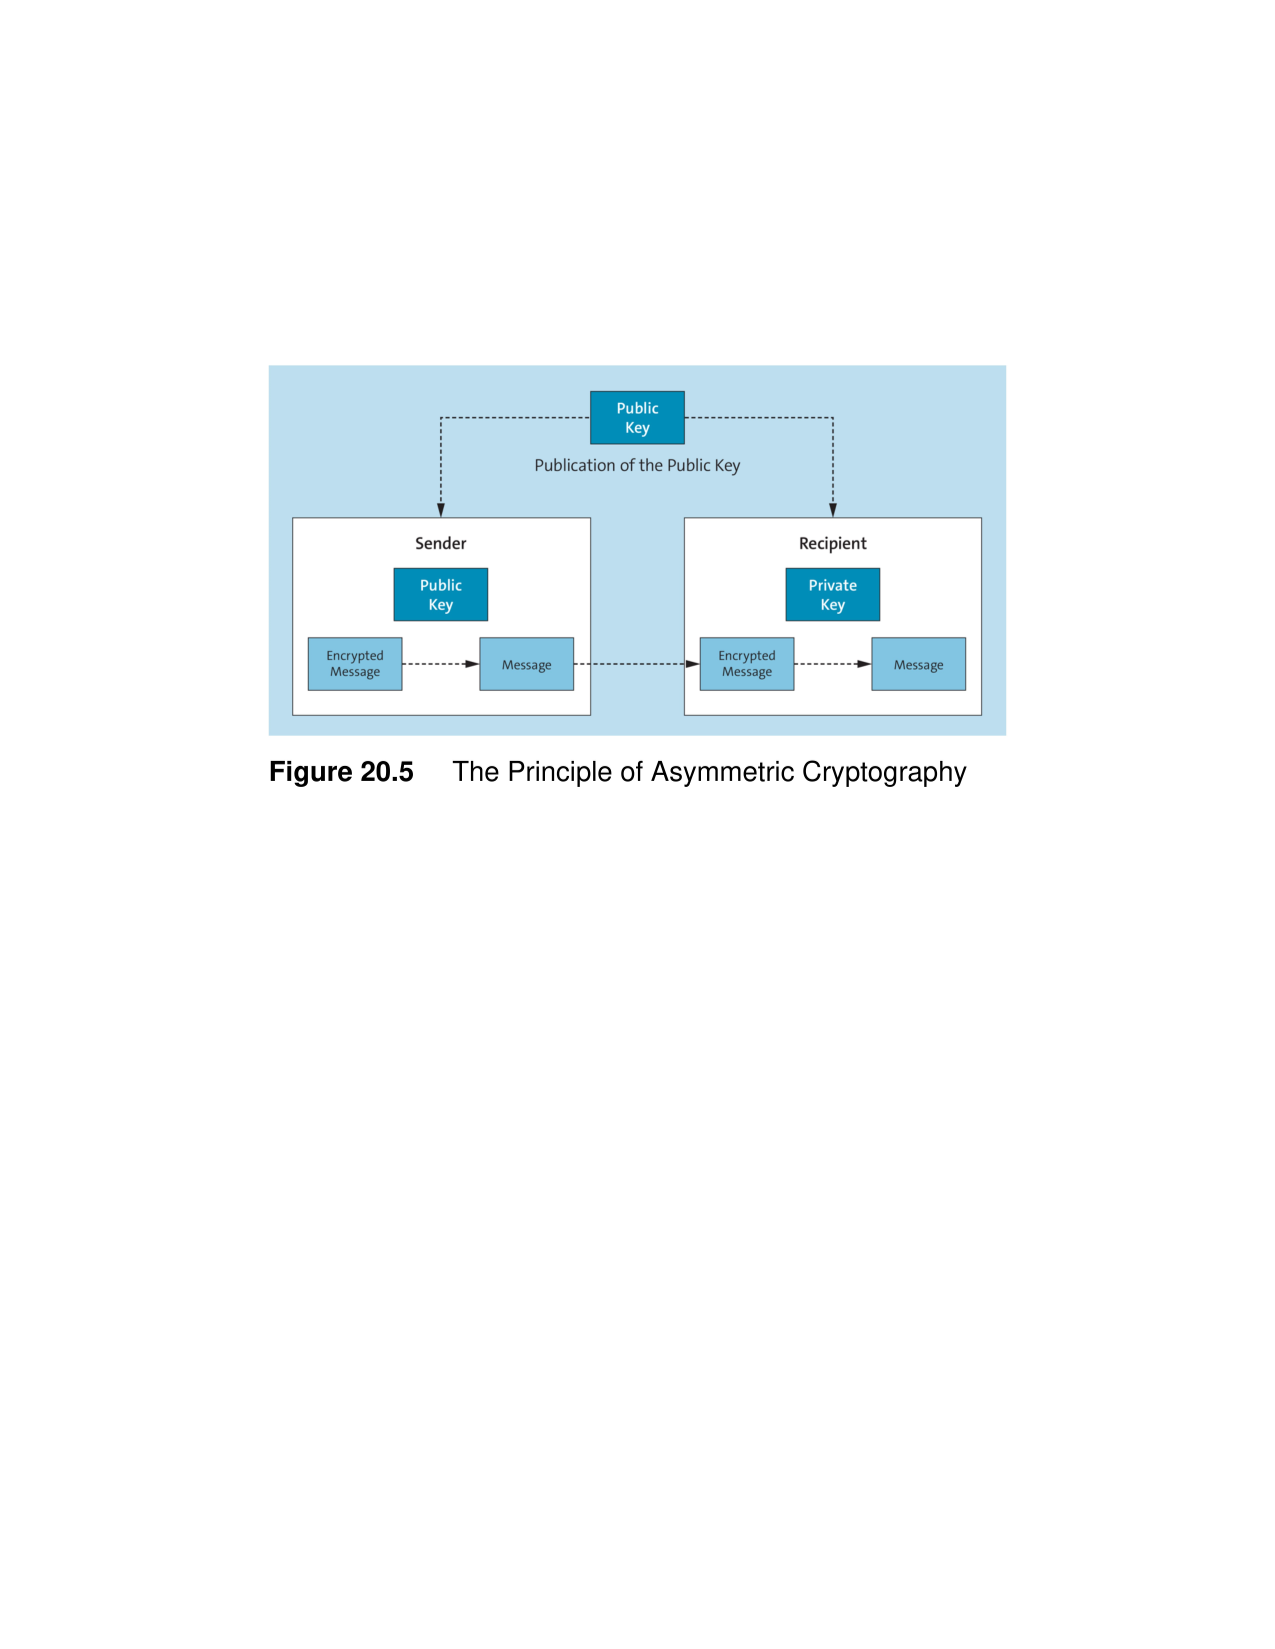 Public
Key
Publication of the Public Key
Sender
Public
Key
Encrypted
Message
Message
Recipient
Private
Key
Encrypted
Message
Message
Figure 20.5 The Principle of Asymmetric Cryptography